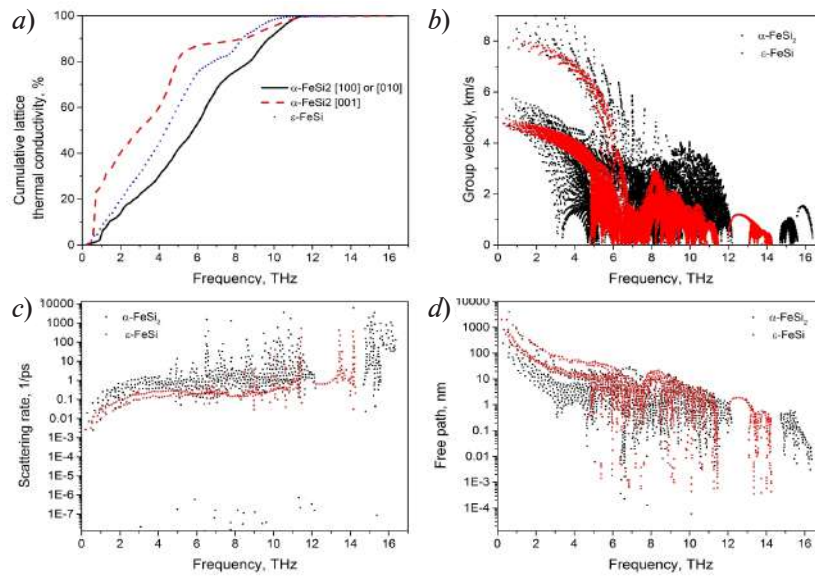 a)
100
80
60
40
20
0
Cumulative lattice
thermal conductivity, %
α-FeSi2 [100] or [010]
α-FeSi2 [001]
ε-FeSi
0 2 4 6 8 10 12 14 16
Frequency, THz
b)
8
6
4
2
0
Group velocity, km/s
α-FeSi₂
ε-FeSi
0 2 4 6 8 10 12 14 16
Frequency, THz
c)
10000
1000
100
10
1
0.1
0.01
1E-3
1E-4
1E-5
1E-6
1E-7
Scattering rate, 1/ps
α-FeSi₂
ε-FeSi
0 2 4 6 8 10 12 14 16
Frequency, THz
d)
10000
1000
100
10
1
0.1
0.01
1E-3
1E-4
Free path, nm
α-FeSi₂
ε-FeSi
0 2 4 6 8 10 12 14 16
Frequency, THz